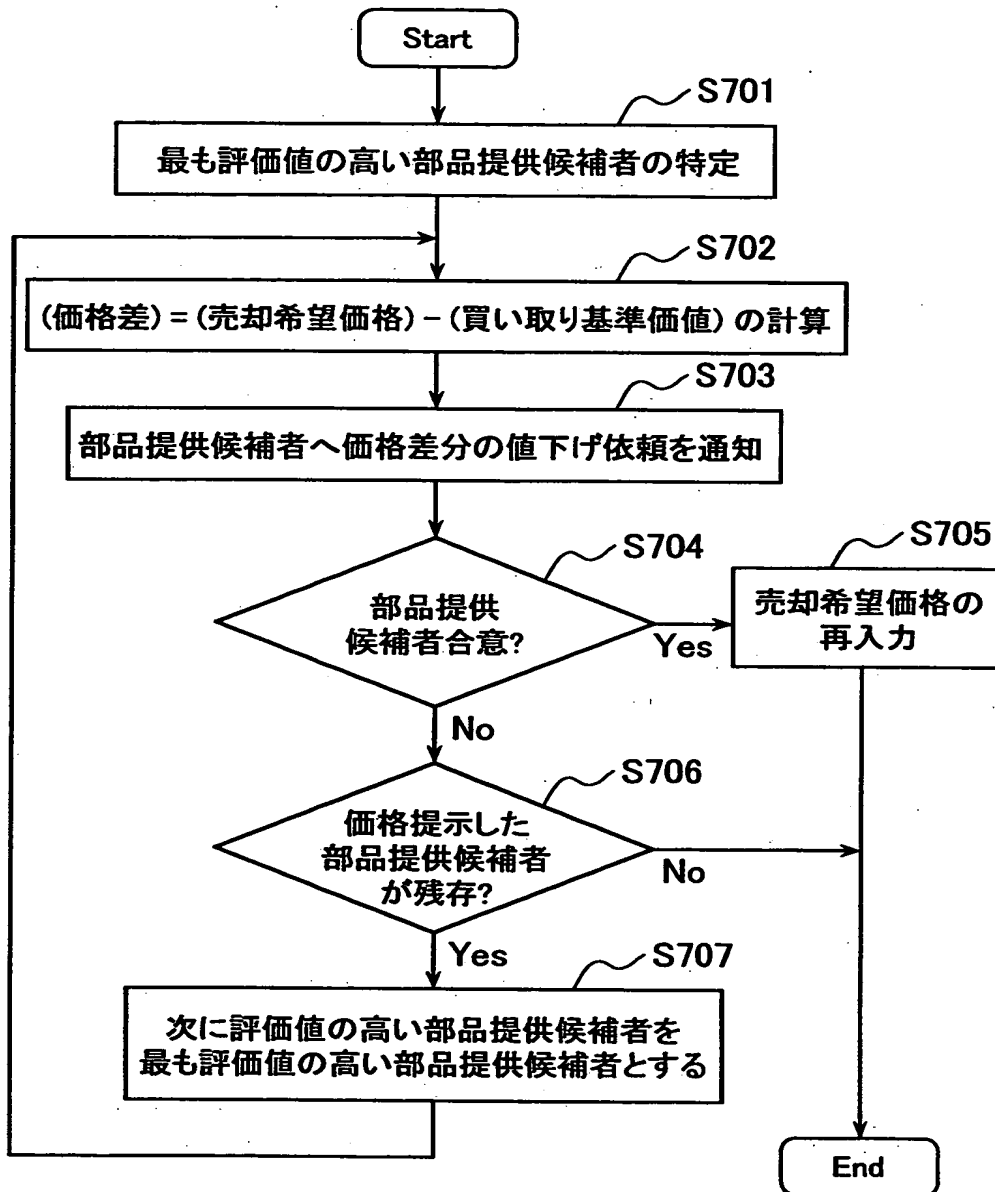 Start
S701
最も評価値の高い部品提供候補者の特定
S702
(価格差)=(売却希望価格)-(買い取り基準価値)の計算
S703
部品提供候補者へ価格差分の値下げ依頼を通知
S704
部品提供
候補者合意?
Yes
S705
売却希望価格の
再入力
No
S706
価格提示した
部品提供候補者
が残存?
No
Yes
S707
次に評価値の高い部品提供候補者を
最も評価値の高い部品提供候補者とする
End